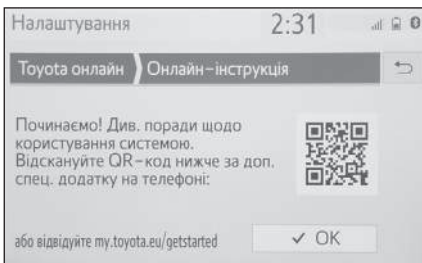 Налаштування 2:31
Toyota онлайн Онлайн-інструкція
Починаємо! Див. поради щодо
користування системою.
Відскануйте QR-код нижче за доп.
спец. додатку на телефоні:
або відвідуйте my.toyota.eu/getstarted
OK